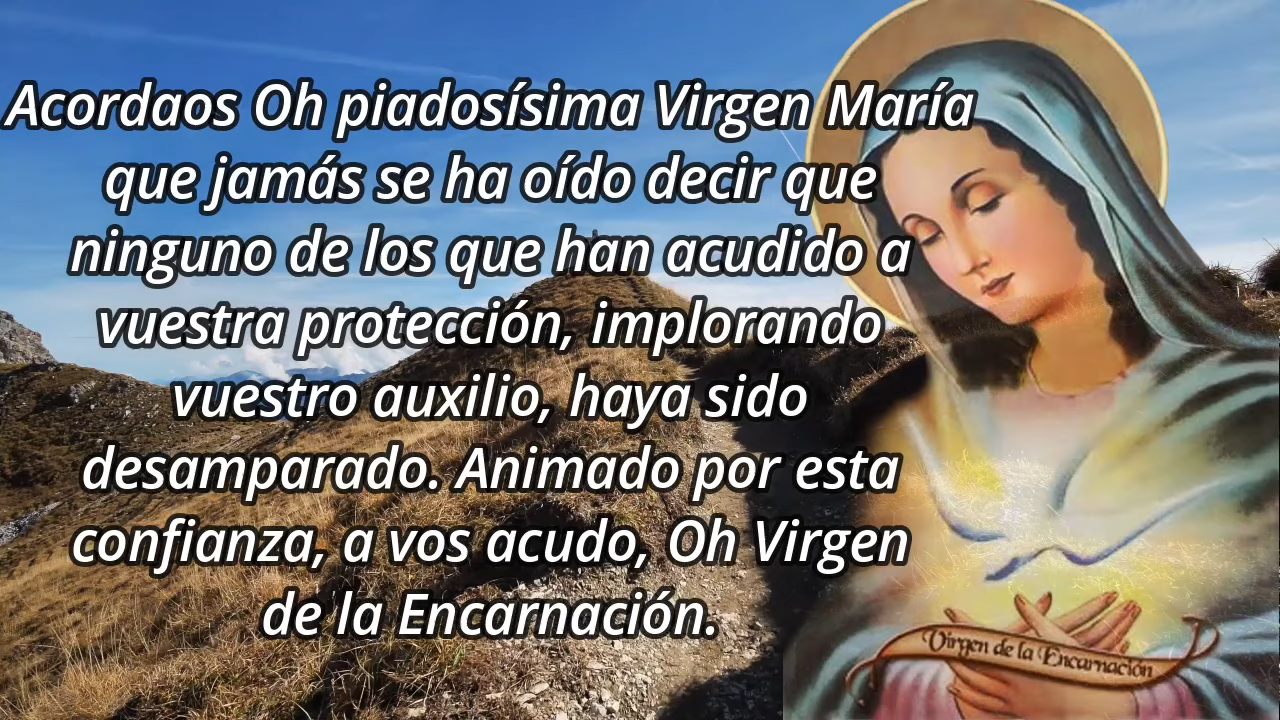 Acordaos Oh piadosísima Virgen María
que jamás se ha oído decir que
ninguno de los que han acudido a
vuestra protección, implorando
vuestro auxilio, haya sido
desamparado. Animado por esta
confianza, a vos acudo, Oh Virgen
de la Encarnación.
Virgen de la Encarnación